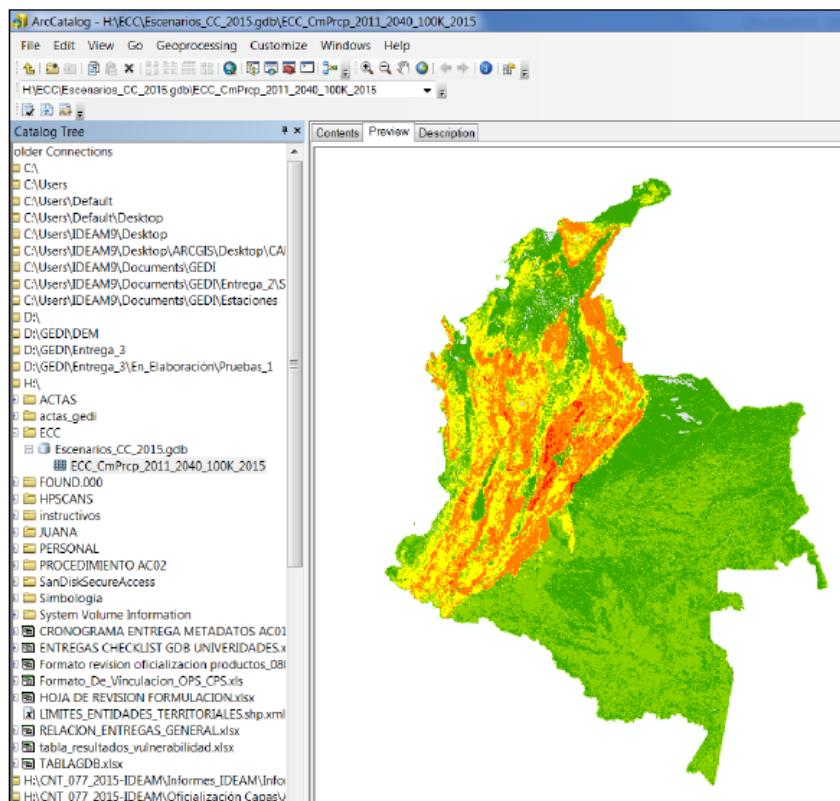 ArcCatalog - H:\ECC\Escenarios_CC_2015.gdb\ECC_CmPrcp_2011_2040_100K_2015
File Edit View Go Geoprocessing Customize Windows Help
H:\ECC\Escenarios_CC_2015.gdb\ECC_CmPrcp_2011_2040_100K_2015
Catalog Tree
Contents Preview Description
older Connections
C:\
C:\Users
C:\Users\Default
C:\Users\Default\Desktop
C:\Users\IDEAM9\Desktop
C:\Users\IDEAM9\Desktop\ARCGIS\Desktop\CA
C:\Users\IDEAM9\Documents\GEDI
C:\Users\IDEAM9\Documents\GEDI\Entrega_2\S
C:\Users\IDEAM9\Documents\GEDI\Estaciones
D:\
D:\GEDI\DEM
D:\GEDI\Entrega_3
D:\GEDI\Entrega_3\En_Elaboración\Pruebas_1
H:\
ACTAS
actas_gedi
ECC
Escenarios_CC_2015.gdb
ECC_CmPrcp_2011_2040_100K_2015
FOUND.000
HPSCANS
instructivos
JUANA
PERSONAL
PROCEDIMIENTO AC02
SanDiskSecureAccess
Simbologia
System Volume Information
CRONOGRAMA ENTREGA METADATOS AC01
ENTREGAS CHECKLIST GDB UNIVERIDADES.x
Formato revision oficializacion productos_08
Formato_De_Vinculacion_OPS_CPS.xls
HOJA DE REVISION FORMULACION.xlsx
LIMITES_ENTIDADES_TERRITORIALES.shp.xml
RELACION_ENTREGAS_GENERAL.xlsx
tabla_resultados_vulnerabilidad.xlsx
TABLAGDB.xlsx
H:\CNT_077_2015-IDEAM\Informes_IDEAM\Info
H:\CNT_077_2015-IDEAM\Oficialización Capas\